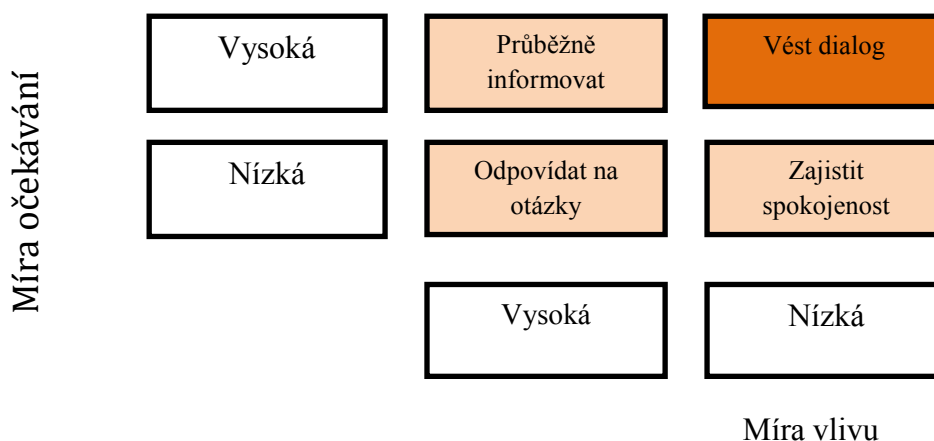 Míra očekávání
Vysoká
Průběžně
informovat
Vést dialog
Nízká
Odpovídat na
otázky
Zajistit
spokojenost
Vysoká
Nízká
Míra vlivu